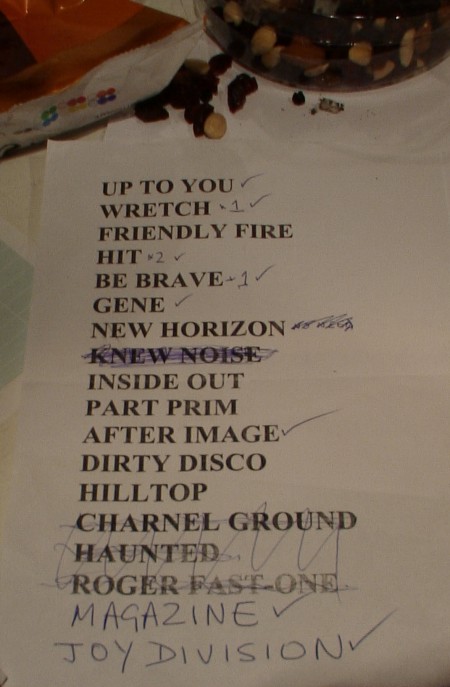 UP TO YOU ✓
WRETCH ×1 ✓
FRIENDLY FIRE
HIT ×2 ✓
BE BRAVE ×1 ✓
GENE ✓
NEW HORIZON
KNEW NOISE
INSIDE OUT
PART PRIM
AFTER IMAGE ✓
DIRTY DISCO
HILLTOP
CHARNEL GROUND
HAUNTED
ROGER FAST-ONE
MAGAZINE ✓
JOY DIVISION ✓